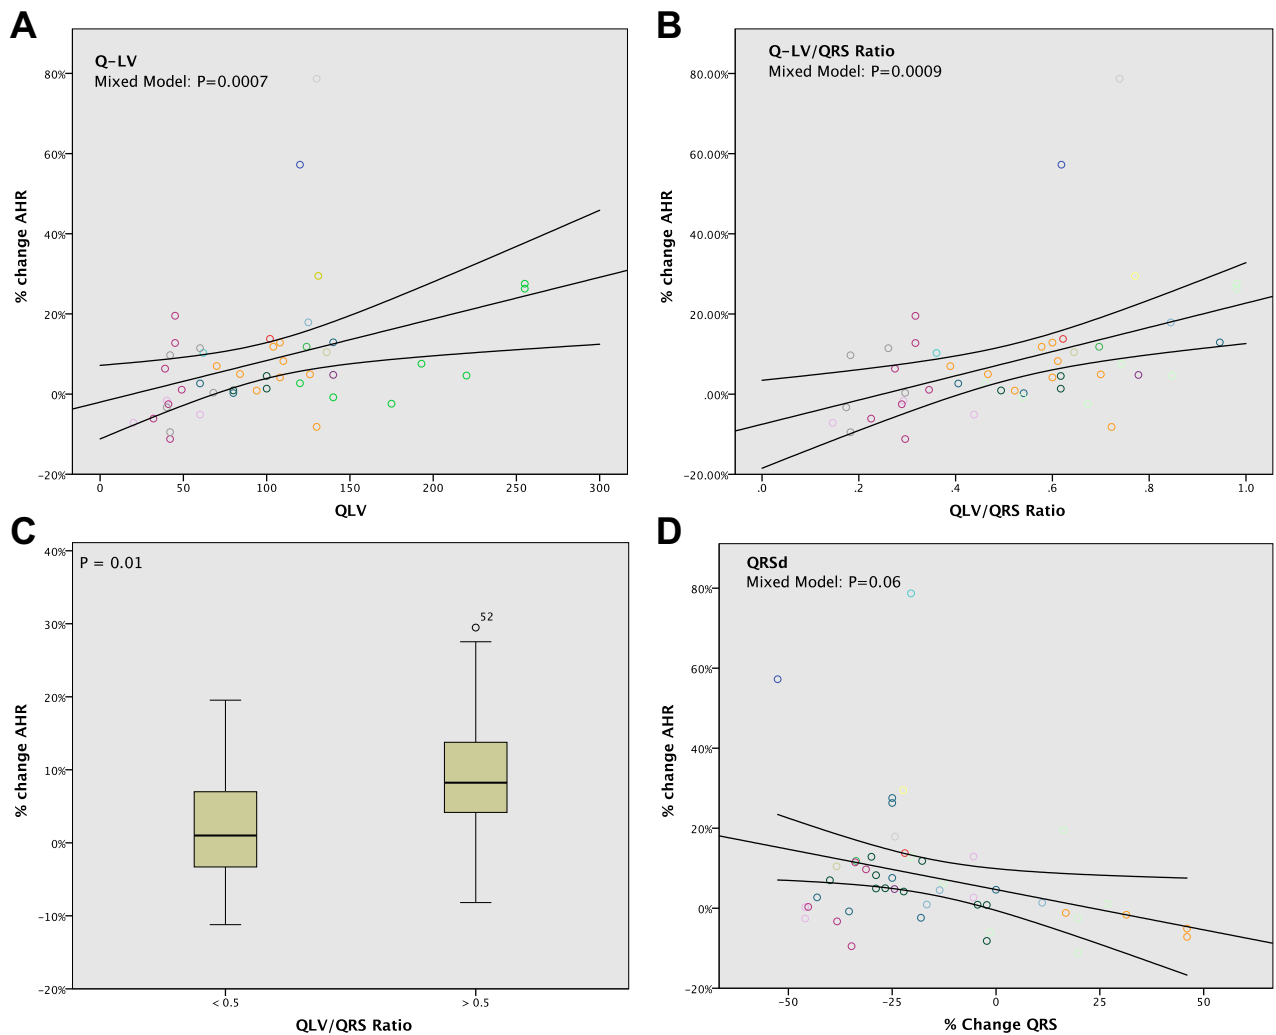 A
Q-LV
Mixed Model: P=0.0007
80%
60%
40%
20%
0%
-20%
% change AHR
0 50 100 150 200 250 300
QLV
B
Q-LV/QRS Ratio
Mixed Model: P=0.0009
80.00%
60.00%
40.00%
20.00%
.00%
-20.00%
% change AHR
.0 .2 .4 .6 .8 1.0
QLV/QRS Ratio
C
P = 0.01
40%
30%
20%
10%
0%
-10%
-20%
52
% change AHR
< 0.5 > 0.5
QLV/QRS Ratio
D
QRSd
Mixed Model: P=0.06
80%
60%
40%
20%
0%
-20%
% change AHR
-50 -25 0 25 50
% Change QRS